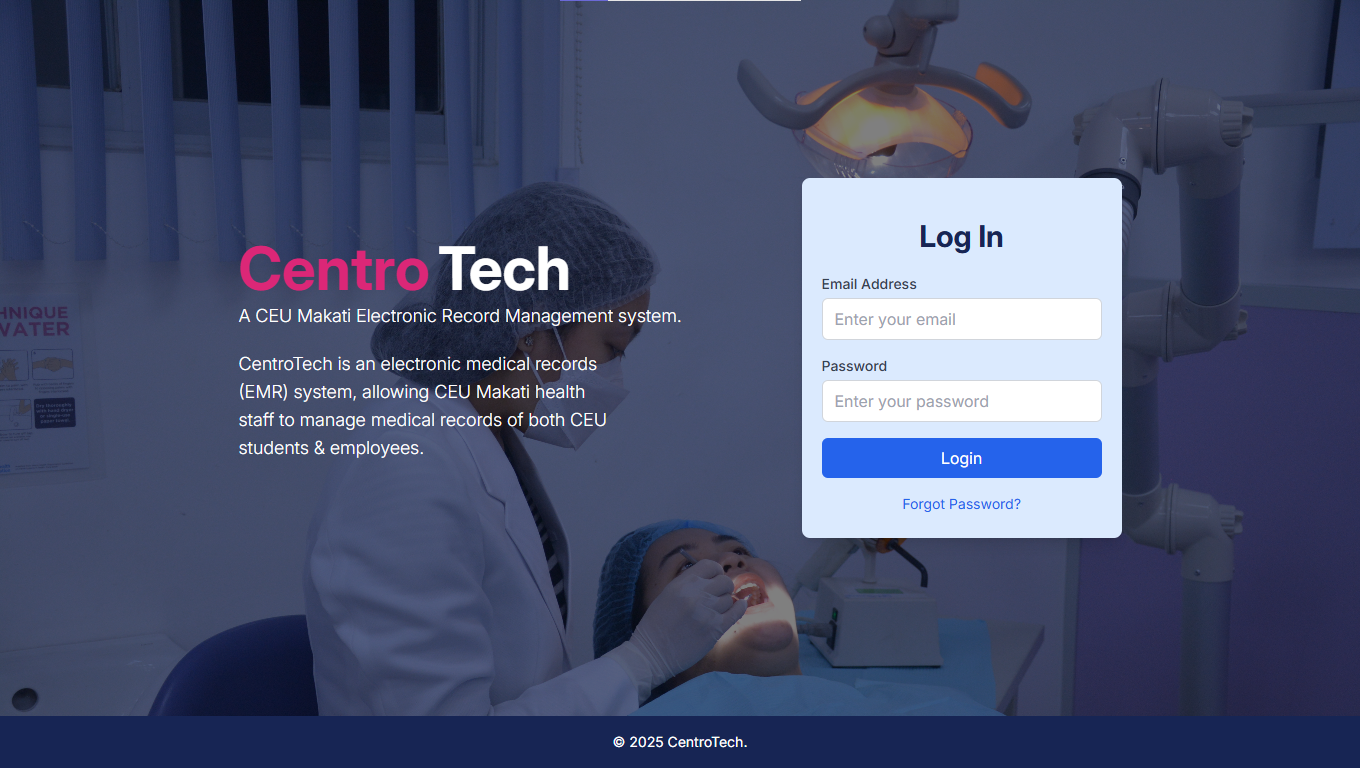 HNIQUE
WATER
Centro Tech
A CEU Makati Electronic Record Management system.
CentroTech is an electronic medical records
(EMR) system, allowing CEU Makati health
staff to manage medical records of both CEU
students & employees.
Log In
Email Address
Enter your email
Password
Enter your password
Login
Forgot Password?
© 2025 CentroTech.